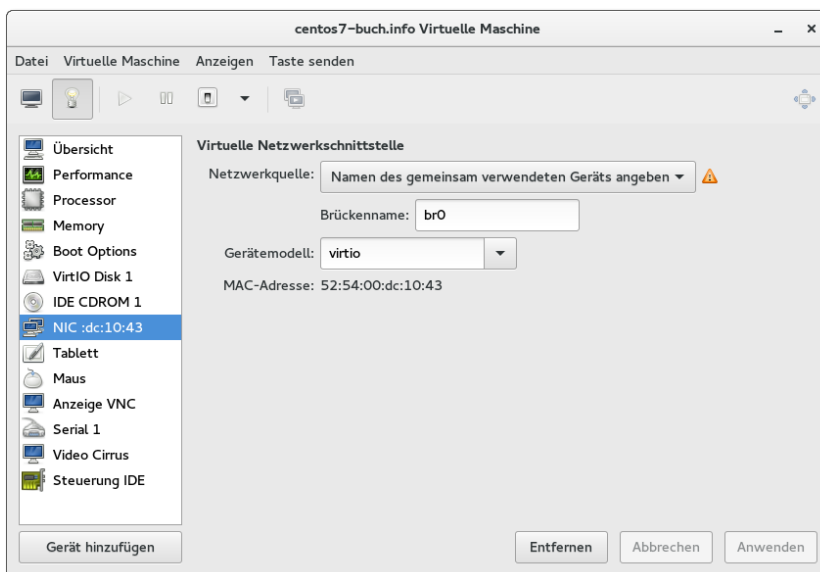 centos7-buch.info Virtuelle Maschine
Datei Virtuelle Maschine Anzeigen Taste senden
Übersicht
Performance
Processor
Memory
Boot Options
VirtIO Disk 1
IDE CDROM 1
NIC :dc:10:43
Tablett
Maus
Anzeige VNC
Serial 1
Video Cirrus
Steuerung IDE
Gerät hinzufügen
Virtuelle Netzwerkschnittstelle
Netzwerkquelle: Namen des gemeinsam verwendeten Geräts angeben
Brückenname: br0
Gerätemodell: virtio
MAC-Adresse: 52:54:00:dc:10:43
Entfernen Abbrechen Anwenden